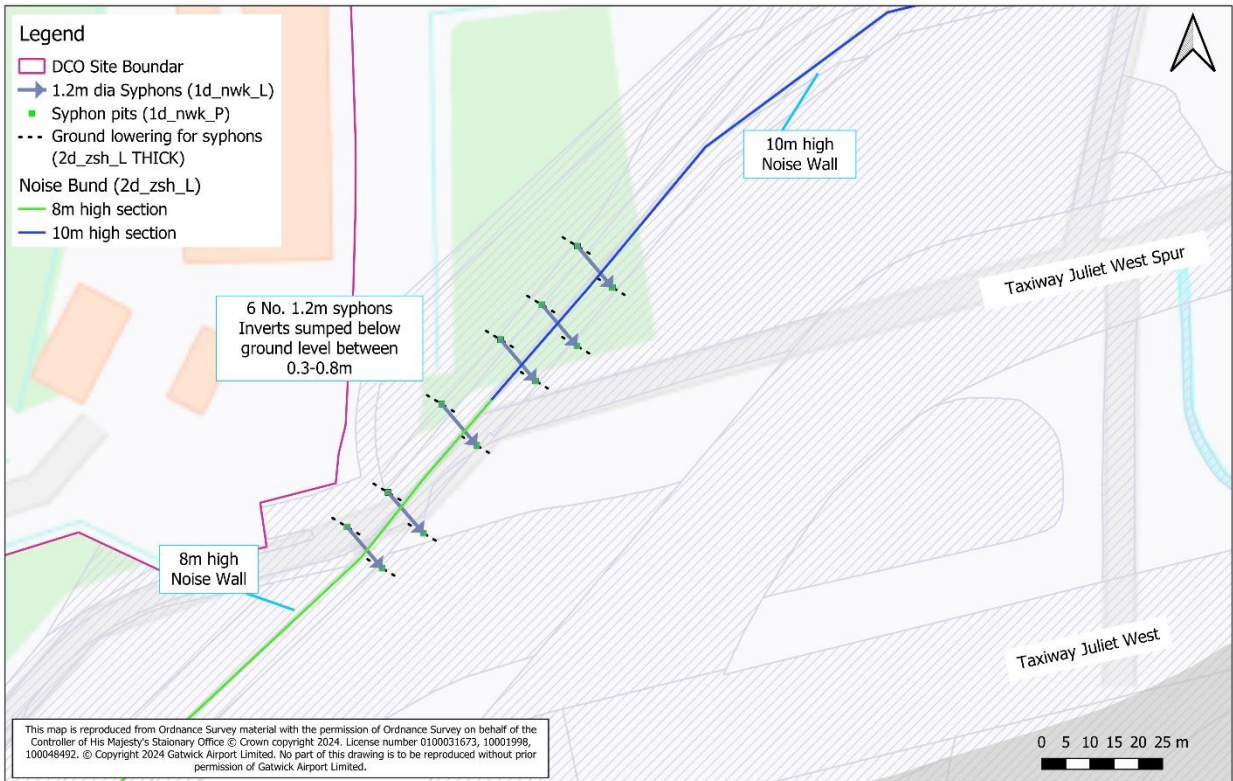 Legend
DCO Site Boundar
1.2m dia Syphons (1d_nwk_L)
Syphon pits (1d_nwk_P)
Ground lowering for syphons
(2d_zsh_L THICK)
Noise Bund (2d_zsh_L)
8m high section
10m high section
10m high
Noise Wall
Taxiway Juliet West Spur
6 No. 1.2m syphons
Inverts sumped below
ground level between
0.3-0.8m
8m high
Noise Wall
Taxiway Juliet West
This map is reproduced from Ordnance Survey material with the permission of Ordnance Survey on behalf of the
Controller of His Majesty's Staionary Office © Crown copyright 2024. License number 0100031673, 10001998,
100048492. © Copyright 2024 Gatwick Airport Limited. No part of this drawing is to be reproduced without prior
permission of Gatwick Airport Limited.
0 5 10 15 20 25 m